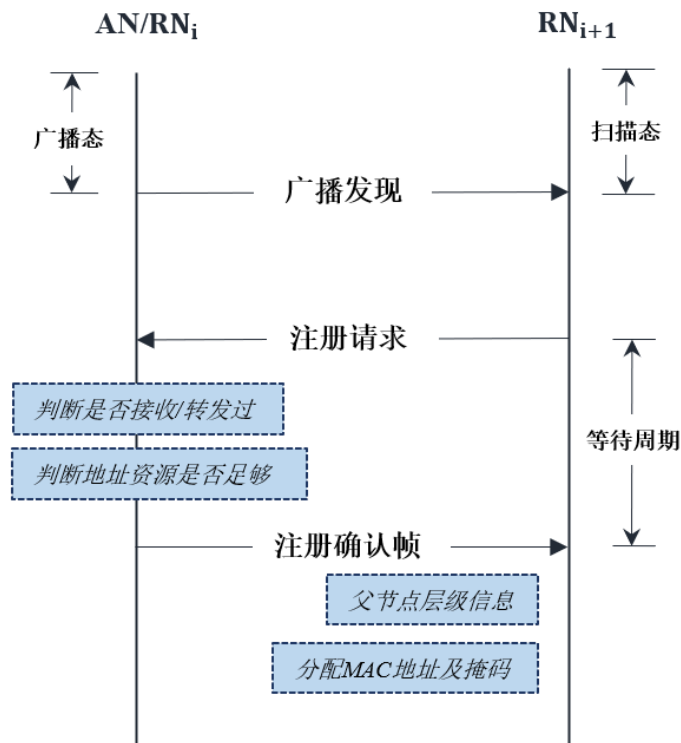 AN/RNᵢ
RNᵢ₊₁
广播态
扫描态
广播发现
注册请求
判断是否接收/转发过
等待周期
判断地址资源是否足够
注册确认帧
父节点层级信息
分配MAC地址及掩码